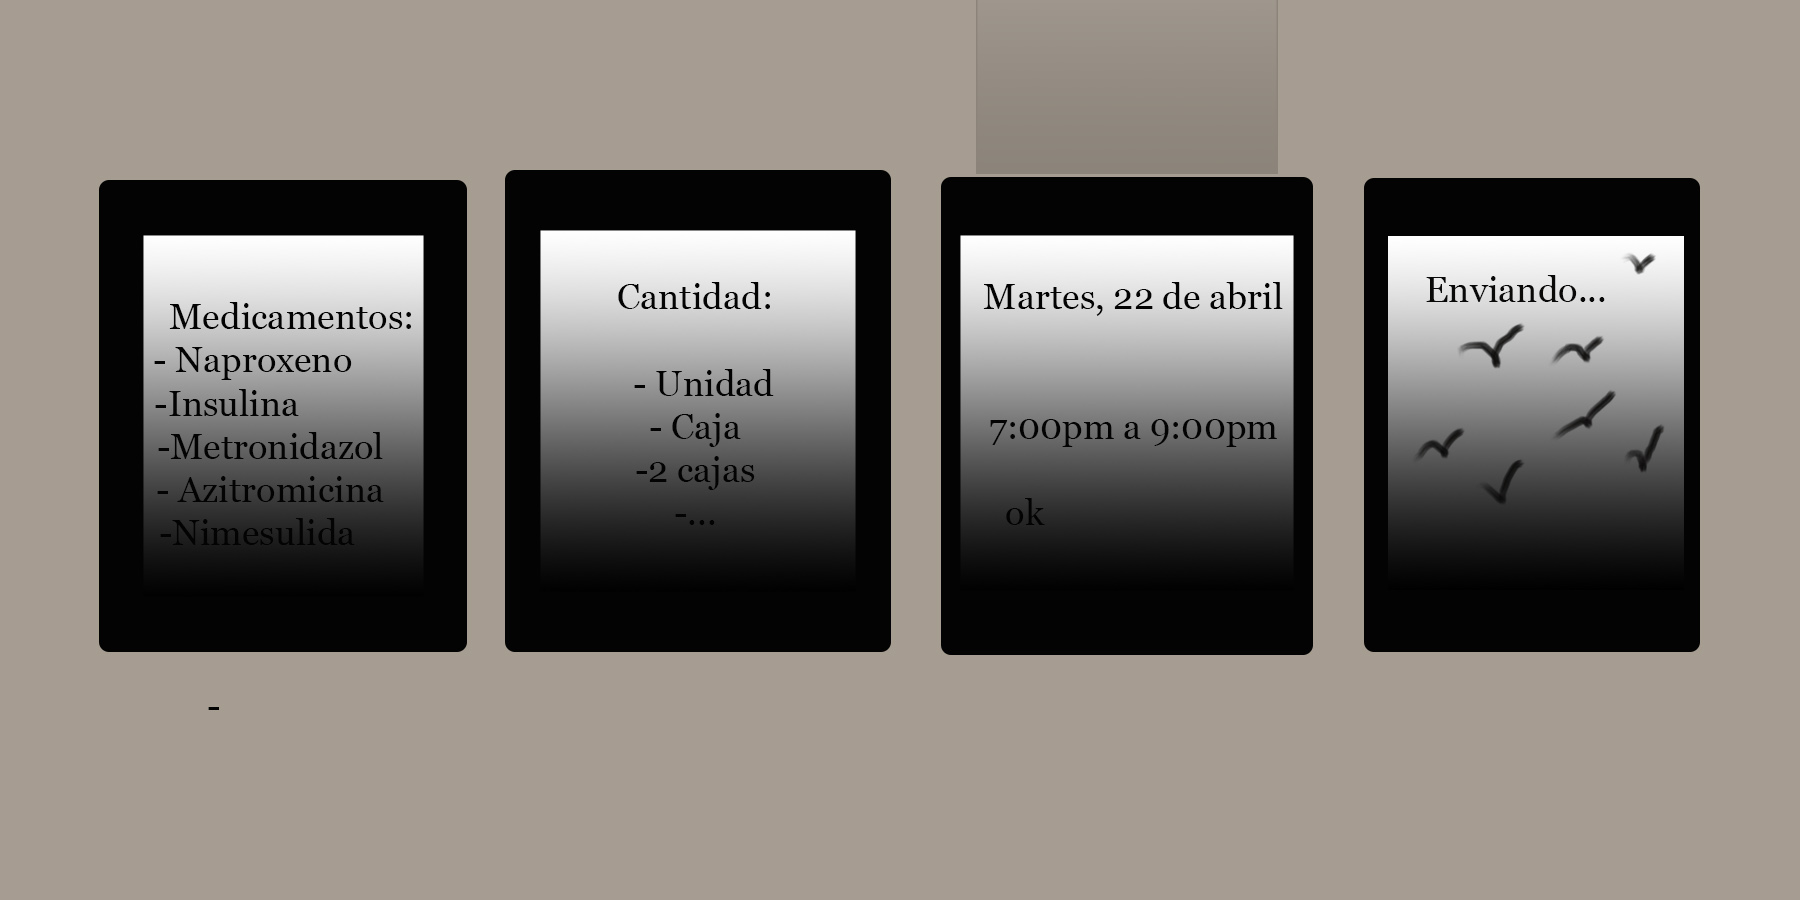 Medicamentos:
- Naproxeno
-Insulina
-Metronidazol
- Azitromicina
-Nimesulida
-
Cantidad:
- Unidad
- Caja
-2 cajas
-...
Martes, 22 de abril
7:00pm a 9:00pm
ok
Enviando...